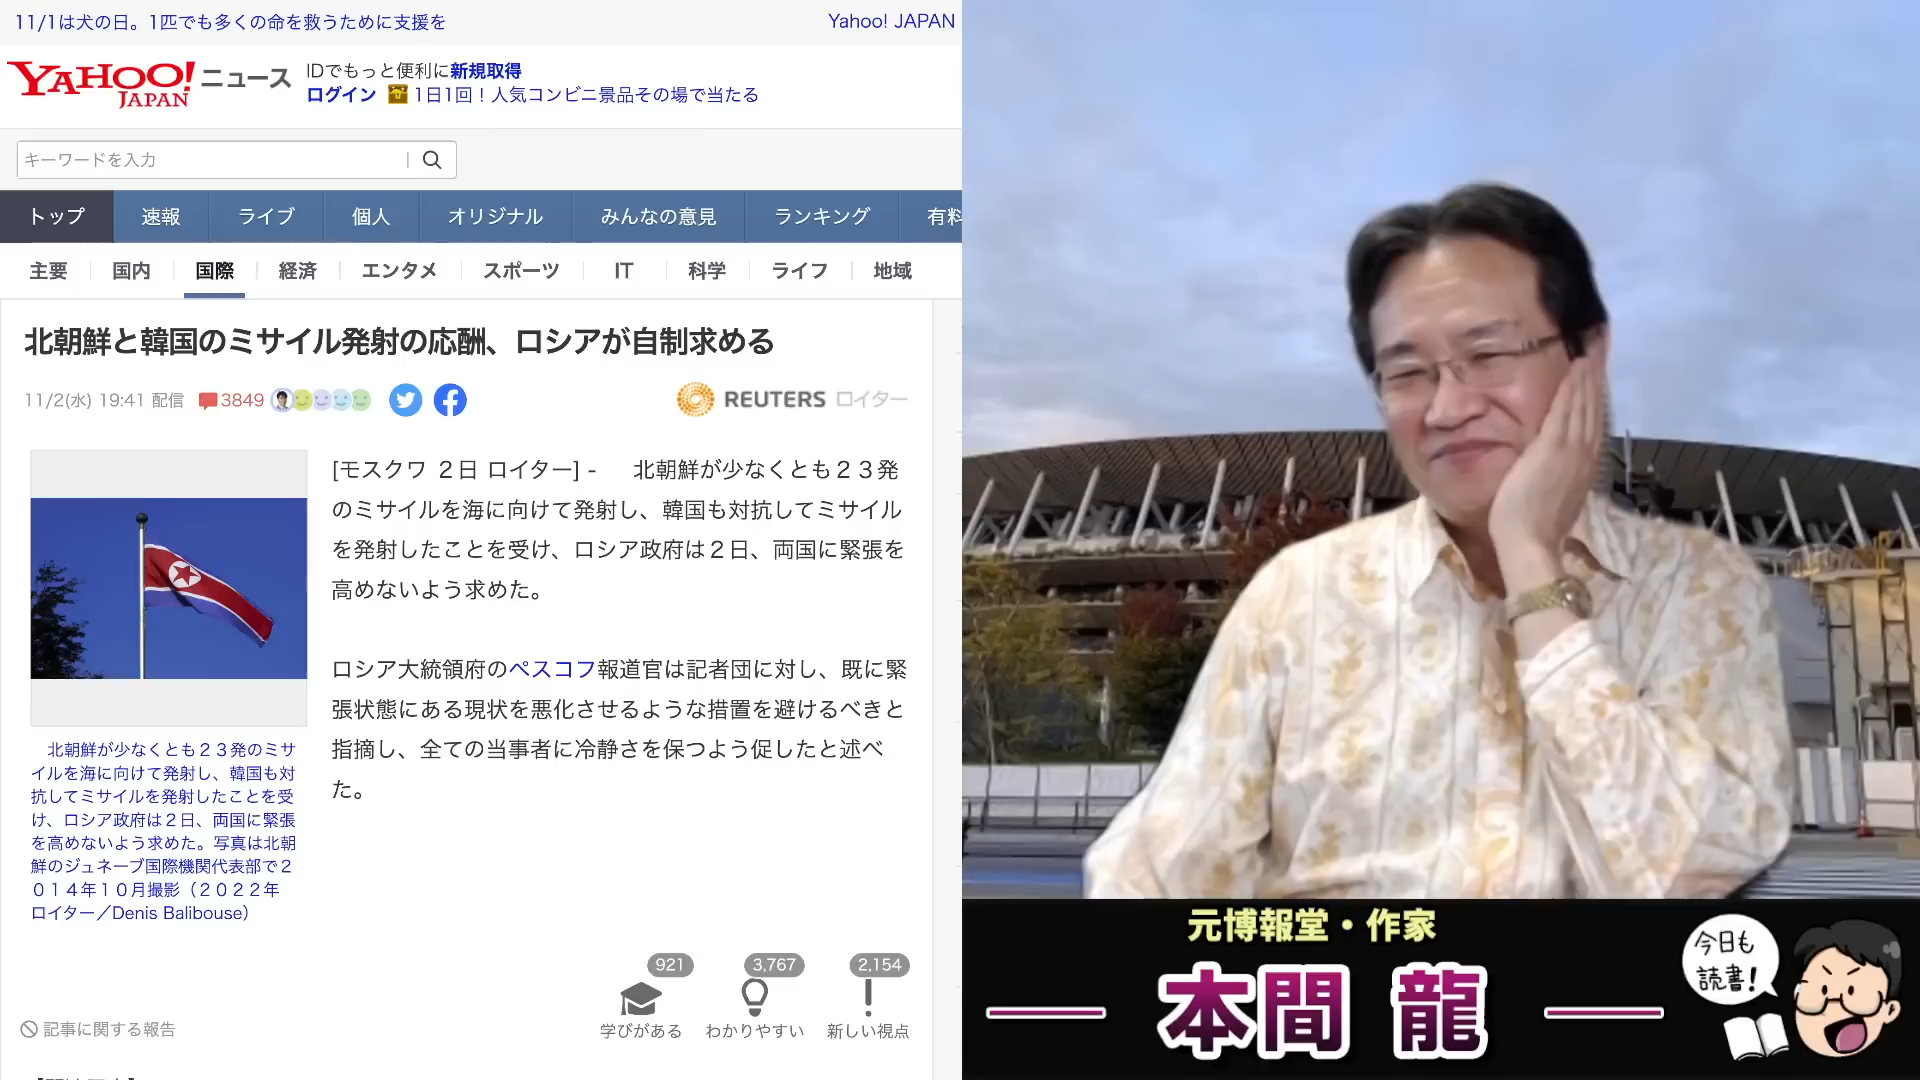 11/1は犬の日。1匹でも多くの命を救うために支援を
Yahoo! JAPAN
YAHOO! JAPAN ニュース
IDでもっと便利に新規取得
ログイン 1日1回！人気コンビニ景品その場で当たる
キーワードを入力
トップ 速報 ライブ 個人 オリジナル みんなの意見 ランキング 有料
主要 国内 国際 経済 エンタメ スポーツ IT 科学 ライフ 地域
北朝鮮と韓国のミサイル発射の応酬、ロシアが自制求める
11/2(水) 19:41 配信 3849
REUTERS ロイター
[モスクワ ２日 ロイター] - 北朝鮮が少なくとも２３発
のミサイルを海に向けて発射し、韓国も対抗してミサイル
を発射したことを受け、ロシア政府は２日、両国に緊張を
高めないよう求めた。
ロシア大統領府のペスコフ報道官は記者団に対し、既に緊
張状態にある現状を悪化させるような措置を避けるべきと
指摘し、全ての当事者に冷静さを保つよう促したと述べ
た。
北朝鮮が少なくとも２３発のミサ
イルを海に向けて発射し、韓国も対
抗してミサイルを発射したことを受
け、ロシア政府は２日、両国に緊張
を高めないよう求めた。写真は北朝
鮮のジュネーブ国際機関代表部で２
０１４年１０月撮影（２０２２年
ロイター／Denis Balibouse）
921 3,767 2,154
学びがある わかりやすい 新しい視点
記事に関する報告
元博報堂・作家
本間 龍
今日も
読書！